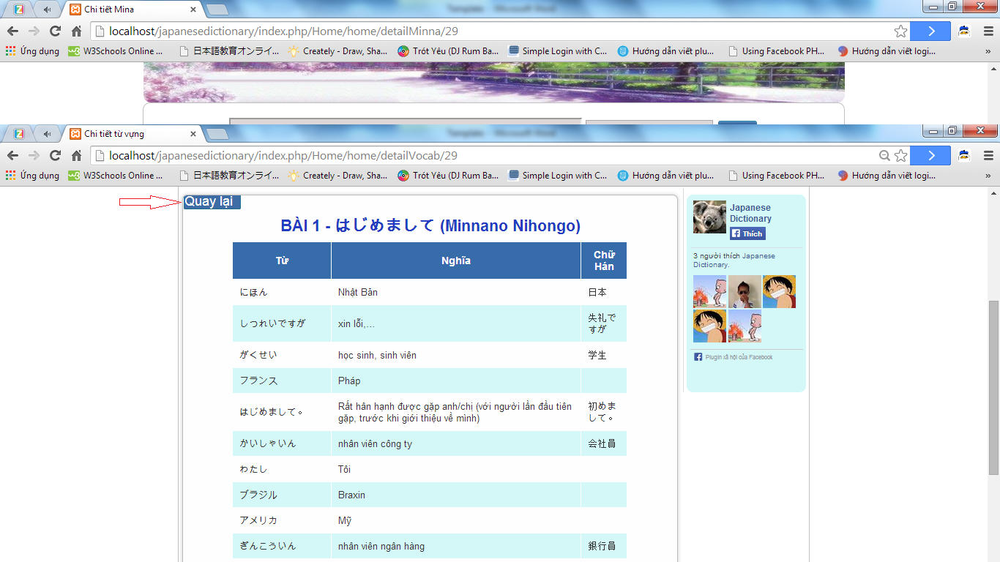 Chi tiết Mina
localhost/japanesedictionary/index.php/Home/home/detailMinna/29
Ứng dụng W3Schools Online ... 日本語教育オンライ... Creately - Draw, Sha... Trót Yêu (DJ Rum Ba... Simple Login with C... Hướng dẫn viết plu... Using Facebook PH... Hướng dẫn viết logi... »
Chi tiết từ vựng
localhost/japanesedictionary/index.php/Home/home/detailVocab/29
Ứng dụng W3Schools Online ... 日本語教育オンライ... Creately - Draw, Sha... Trót Yêu (DJ Rum Ba... Simple Login with C... Hướng dẫn viết plu... Using Facebook PH... Hướng dẫn viết logi... »
Quay lại
BÀI 1 - はじめまして (Minnano Nihongo)
Từ Nghĩa Chữ
Hán
にほん Nhật Bản 日本
しつれいですが xin lỗi,... 失礼で
すが
がくせい học sinh, sinh viên 学生
フランス Pháp
はじめまして。 Rất hân hạnh được gặp anh/chị (với người lần đầu tiên 初めま
gặp, trước khi giới thiệu về mình) して。
かいしゃいん nhân viên công ty 会社員
わたし Tôi
ブラジル Braxin
アメリカ Mỹ
ぎんこういん nhân viên ngân hàng 銀行員
Japanese
Dictionary
Thích
3 người thích Japanese
Dictionary.
Plugin xã hội của Facebook